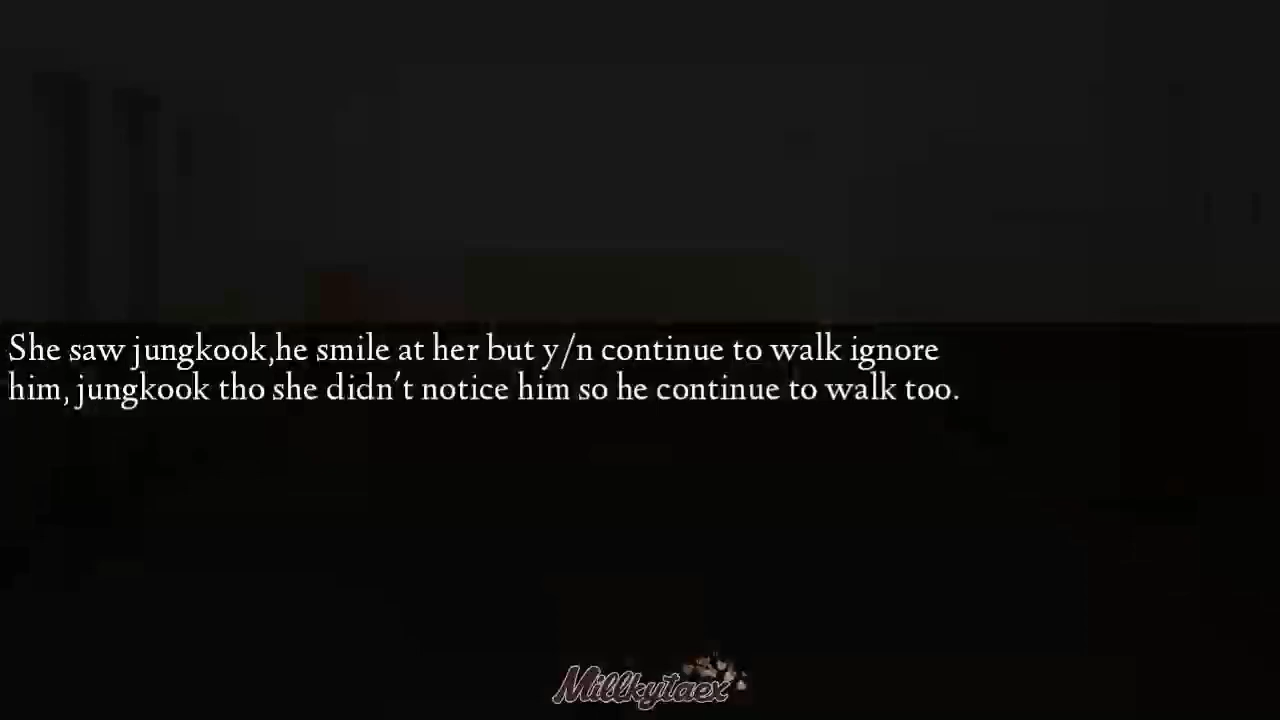 She saw jungkook,he smile at her but y/n continue to walk ignore
him, jungkook tho she didn't notice him so he continue to walk too.
Millkytaex